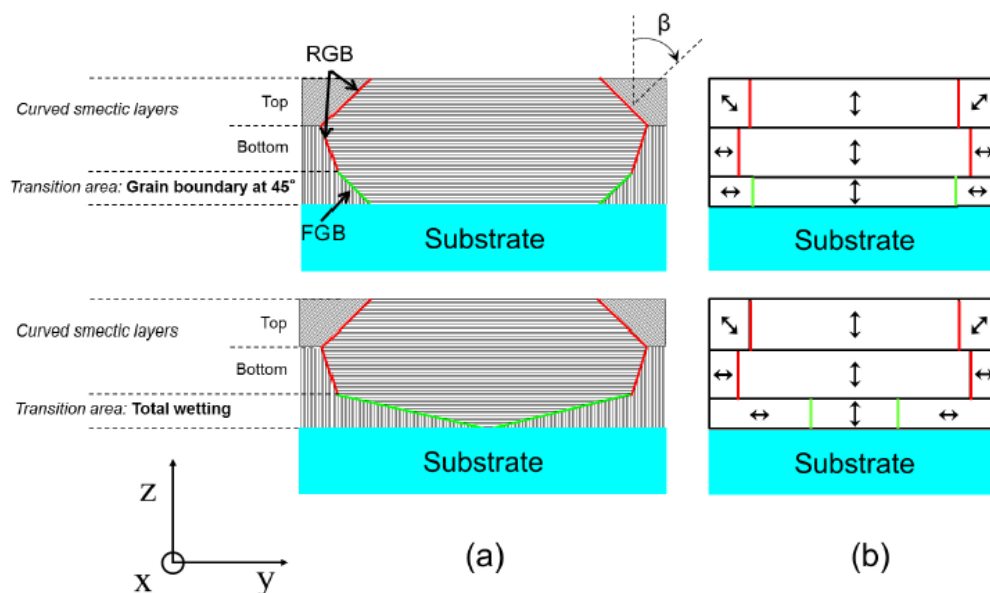 β
RGB
Curved smectic layers
Top
Bottom
Transition area: Grain boundary at 45°
FGB
Substrate
Substrate
Curved smectic layers
Top
Bottom
Transition area: Total wetting
Substrate
Substrate
z
x
y
(a)
(b)